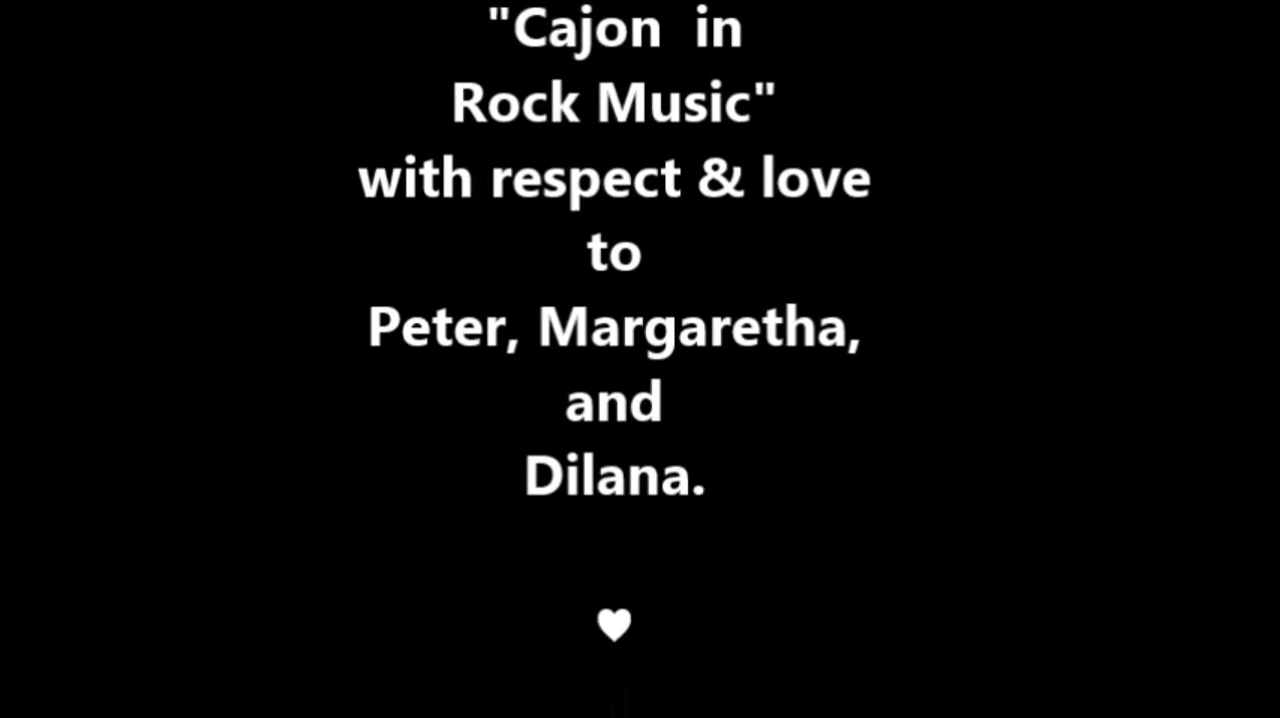 "Cajon  in
Rock Music"
with respect & love
to
Peter, Margaretha,
and
Dilana.
♥